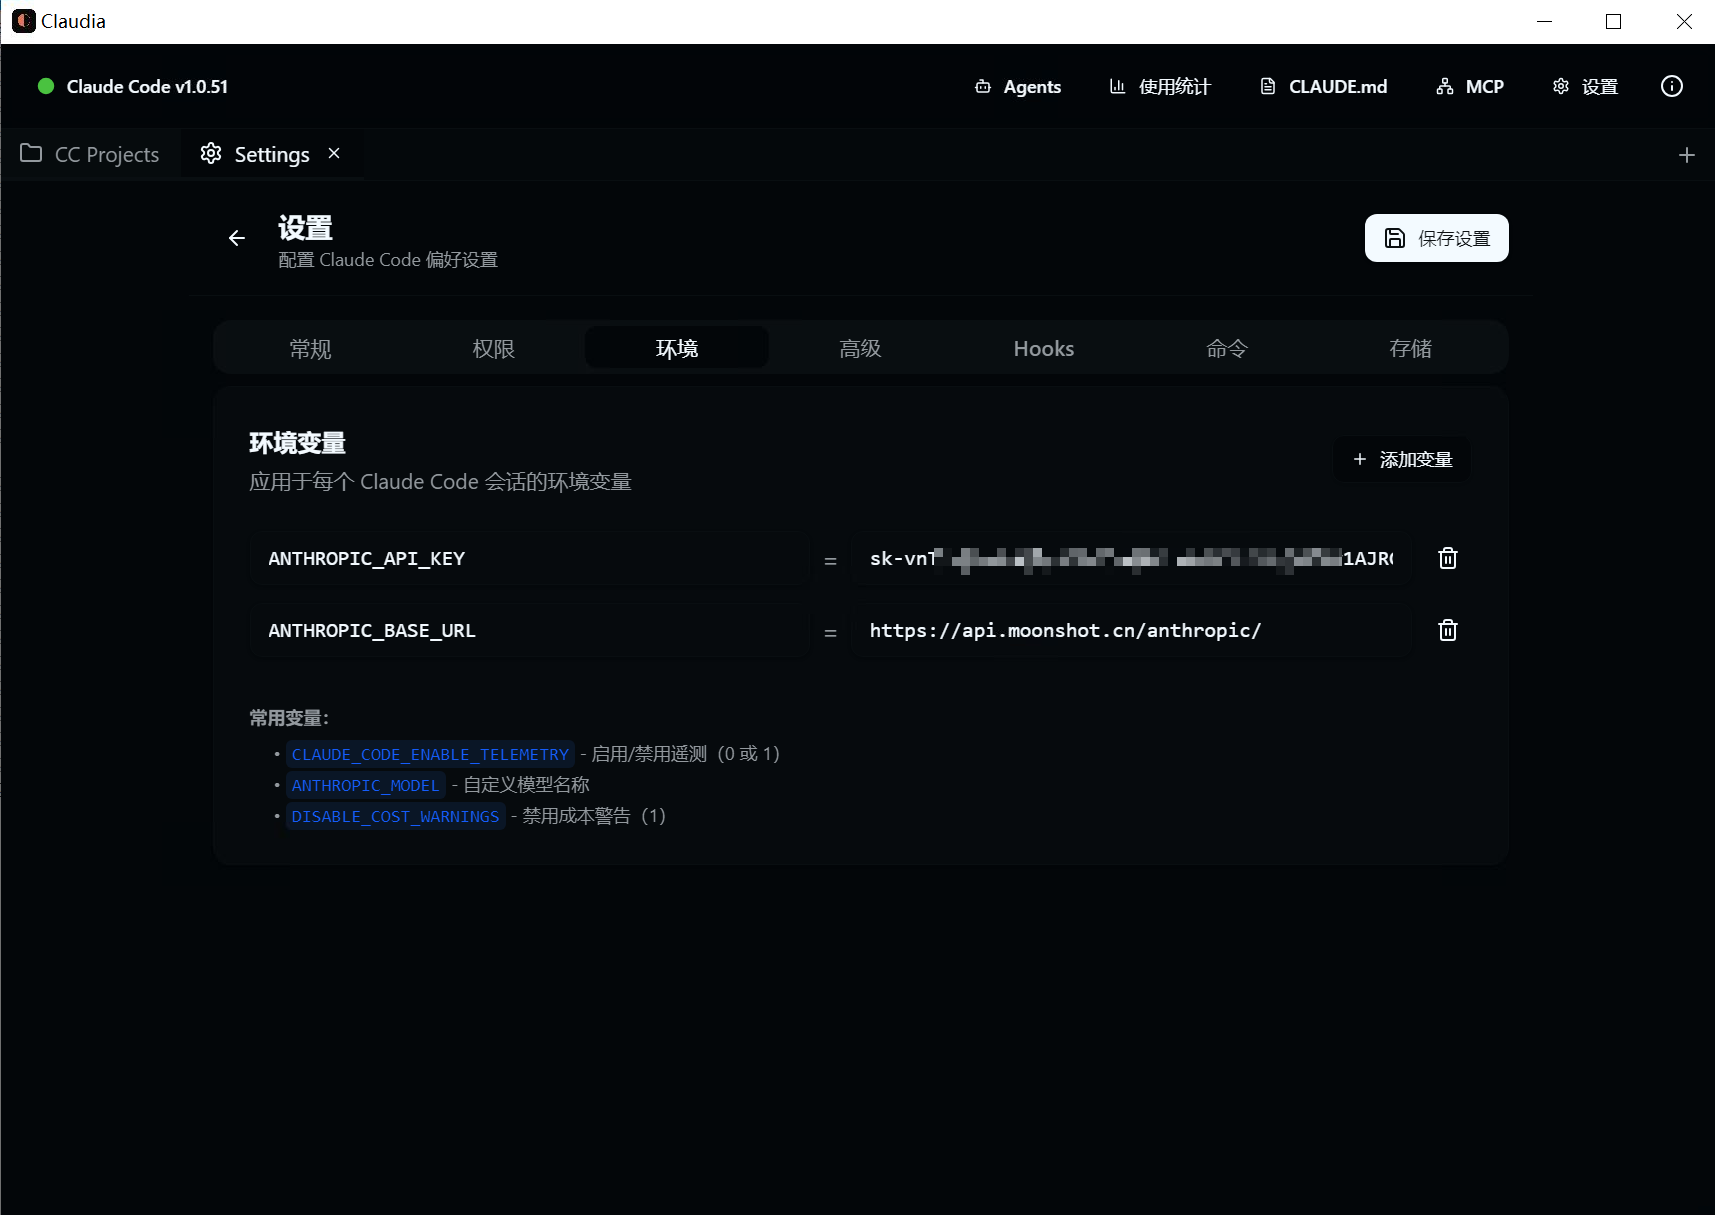 Claudia
Claude Code v1.0.51
Agents
使用统计
CLAUDE.md
MCP
设置
CC Projects
Settings
设置
配置 Claude Code 偏好设置
保存设置
常规
权限
环境
高级
Hooks
命令
存储
环境变量
应用于每个 Claude Code 会话的环境变量
添加变量
ANTHROPIC_API_KEY = sk-vnT 1AJR
ANTHROPIC_BASE_URL = https://api.moonshot.cn/anthropic/
常用变量：
• CLAUDE_CODE_ENABLE_TELEMETRY - 启用/禁用遥测（0 或 1）
• ANTHROPIC_MODEL - 自定义模型名称
• DISABLE_COST_WARNINGS - 禁用成本警告（1）